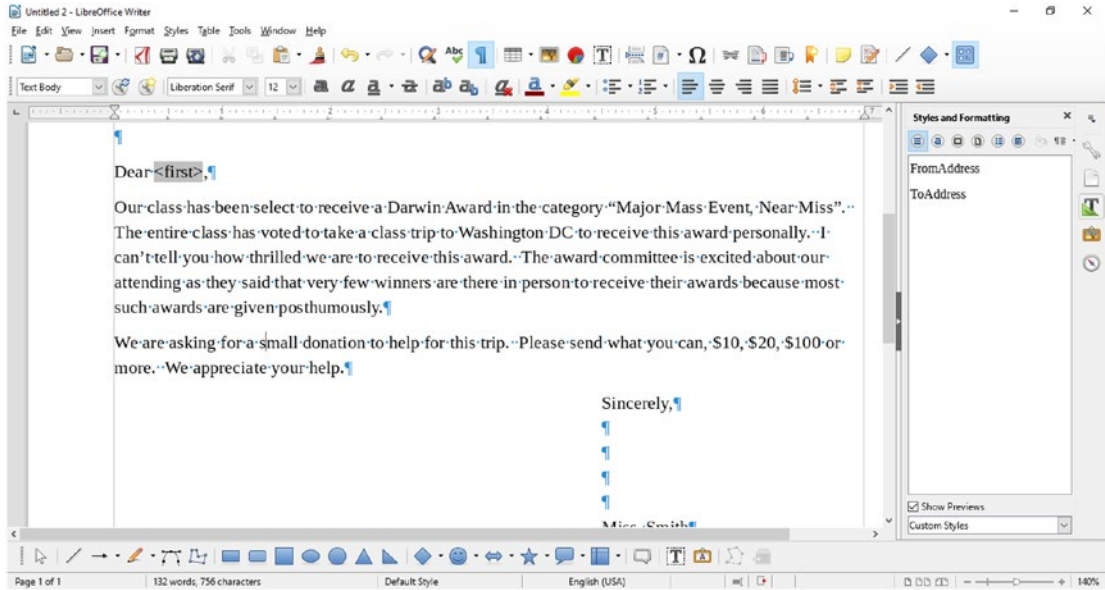 Untitled 2 - LibreOffice Writer
File Edit View Insert Format Styles Table Tools Window Help
Text Body Liberation Serif 12
Styles and Formatting
FromAddress
ToAddress
Dear <first>,¶
Our class has been select to receive a Darwin Award in the category “Major Mass Event, Near Miss”.
The entire class has voted to take a class trip to Washington DC to receive this award personally. I
can’t tell you how thrilled we are to receive this award. The award committee is excited about our
attending as they said that very few winners are there in person to receive their awards because most
such awards are given posthumously.¶
We are asking for a small donation to help for this trip. Please send what you can, $10, $20, $100 or
more. We appreciate your help.¶
Sincerely,¶
¶
¶
¶
¶
Miss. Smith¶
Show Previews
Custom Styles
Page 1 of 1 132 words, 756 characters Default Style English (USA) 140%